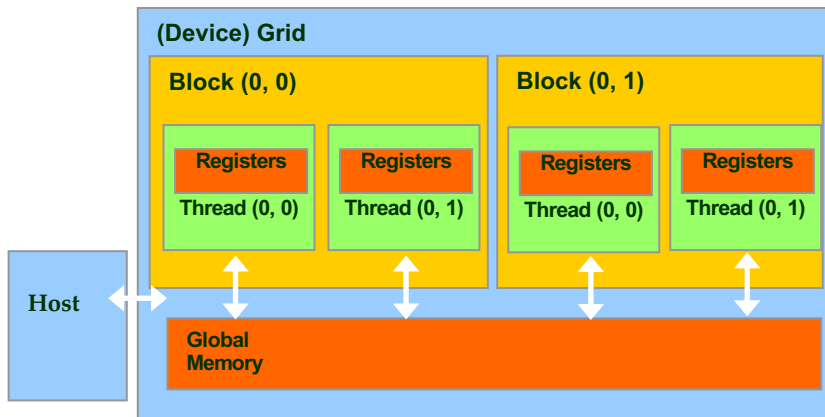 (Device) Grid
Block (0, 0)
Registers
Thread (0, 0)
Registers
Thread (0, 1)
Block (0, 1)
Registers
Thread (0, 0)
Registers
Thread (0, 1)
Host
Global
Memory